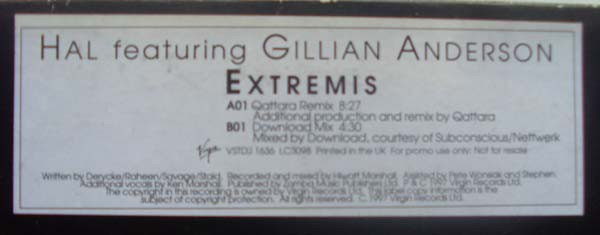 HAL featuring GILLIAN ANDERSON
EXTREMIS
A01 Qattara Remix 8:27
Additional production and remix by Qattara
B01 Download Mix 4:30
Mixed by Download, courtesy of Subconscious/Nettwerk
Virgin VSTDJ 1636 LC3098 Printed in the UK For promo use only: Not for resale
Written by Derycke/Raheen/Savage/Staid. Recorded and mixed by Hiwatt Marshall. Assisted by Pete Wonsiak and Stephen.
Additional vocals by Ken Marshall. Published by Zomba Music Publishers Ltd. P & C 1997 Virgin Records Ltd.
The copyright in this recording is owned by Virgin Records Ltd. This label copy information is the
subject of copyright protection. All rights reserved. C 1997 Virgin Records Ltd.